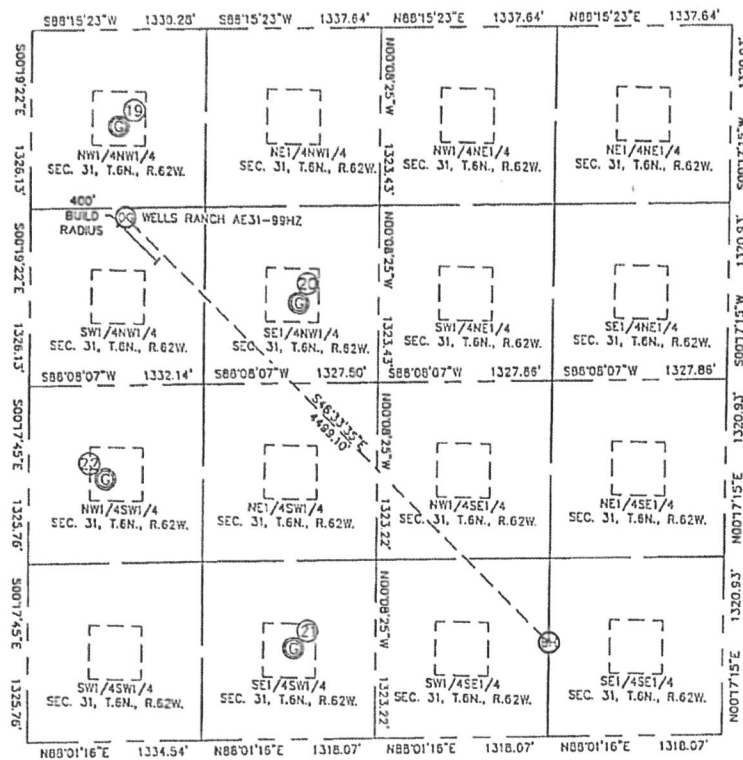 S88°15'23"W 1330.28' S88°15'23"W 1337.64' N88°15'23"E 1337.64' N88°15'23"E 1337.64'
S00°19'22"E
1326.13'
N00°08'25"W
1323.43'
S00°17'15"W
19
G
NW1/4NW1/4
SEC. 31, T.6N., R.62W.
NE1/4NW1/4
SEC. 31, T.6N., R.62W.
NW1/4NE1/4
SEC. 31, T.6N., R.62W.
NE1/4NE1/4
SEC. 31, T.6N., R.62W.
400'
BUILD
RADIUS
WELLS RANCH AE31-99HZ
S00°19'22"E
1326.13'
N00°08'25"W
1323.43'
1320.93'
S00°17'15"W
20
G
SW1/4NW1/4
SEC. 31, T.6N., R.62W.
SE1/4NW1/4
SEC. 31, T.6N., R.62W.
SW1/4NE1/4
SEC. 31, T.6N., R.62W.
SE1/4NE1/4
SEC. 31, T.6N., R.62W.
S88°08'07"W 1332.14' S88°08'07"W 1327.50' S88°08'07"W 1327.86' S88°08'07"W 1327.86'
S46°33'35"E
4499.10'
S00°17'45"E
1325.76'
N00°08'25"W
1323.22'
1320.93'
N00°17'15"E
22
G
NW1/4SW1/4
SEC. 31, T.6N., R.62W.
NE1/4SW1/4
SEC. 31, T.6N., R.62W.
NW1/4SE1/4
SEC. 31, T.6N., R.62W.
NE1/4SE1/4
SEC. 31, T.6N., R.62W.
S00°17'45"E
1325.76'
N00°08'25"W
1323.22'
1320.93'
N00°17'15"E
21
G
BH
SW1/4SW1/4
SEC. 31, T.6N., R.62W.
SE1/4SW1/4
SEC. 31, T.6N., R.62W.
SW1/4SE1/4
SEC. 31, T.6N., R.62W.
SE1/4SE1/4
SEC. 31, T.6N., R.62W.
N88°01'16"E 1334.54' N88°01'16"E 1318.07' N88°01'16"E 1318.07' N88°01'16"E 1318.07'